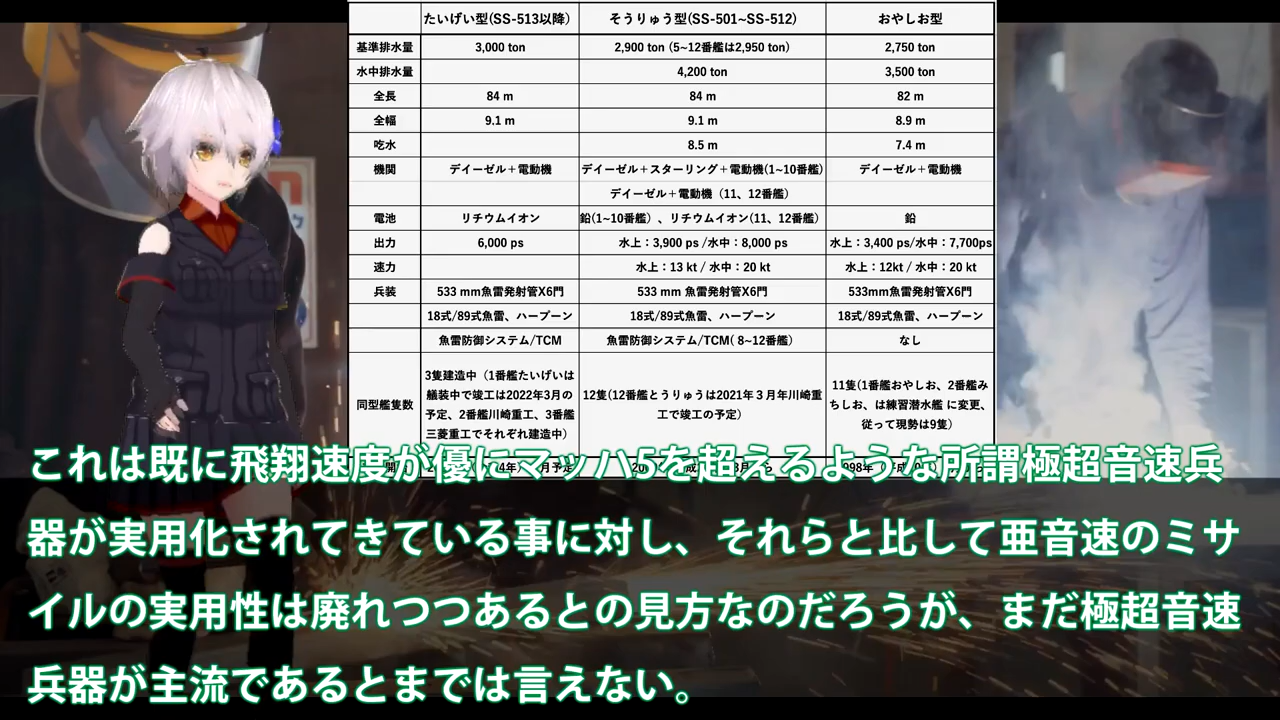 たいげい型(SS-513以降) そうりゅう型(SS-501~SS-512) おやしお型
基準排水量 3,000 ton 2,900 ton (5~12番艦は2,950 ton) 2,750 ton
水中排水量 4,200 ton 3,500 ton
全長 84 m 84 m 82 m
全幅 9.1 m 9.1 m 8.9 m
吃水 8.5 m 7.4 m
機関 デイーゼル＋電動機 デイーゼル＋スターリング＋電動機(1~10番艦) デイーゼル＋電動機
デイーゼル＋電動機（11、12番艦）
電池 リチウムイオン 鉛(1~10番艦）、リチウムイオン(11、12番艦） 鉛
出力 6,000 ps 水上：3,900 ps /水中：8,000 ps 水上：3,400 ps/水中：7,700ps
速力 水上：13 kt / 水中：20 kt 水上：12kt / 水中：20 kt
兵装 533 mm魚雷発射管X6門 533 mm 魚雷発射管X6門 533mm魚雷発射管X6門
18式/89式魚雷、ハープーン 18式/89式魚雷、ハープーン 18式/89式魚雷、ハープーン
魚雷防御システム/TCM 魚雷防御システム/TCM( 8~12番艦） なし
同型艦隻数
3隻建造中（1番艦たいげいは
艤装中で竣工は2022年3月の
予定、2番艦川崎重工、3番艦
三菱重工でそれぞれ建造中）
12隻(12番艦とうりゅうは2021年３月年川崎重
工で竣工の予定）
11隻(1番艦おやしお、2番艦み
ちしお、は練習潜水艦 に変更、
従って現勢は9隻）
これは既に飛翔速度が優にマッハ5を超えるような所謂極超音速兵
器が実用化されてきている事に対し、それらと比して亜音速のミサ
イルの実用性は廃れつつあるとの見方なのだろうが、まだ極超音速
兵器が主流であるとまでは言えない。